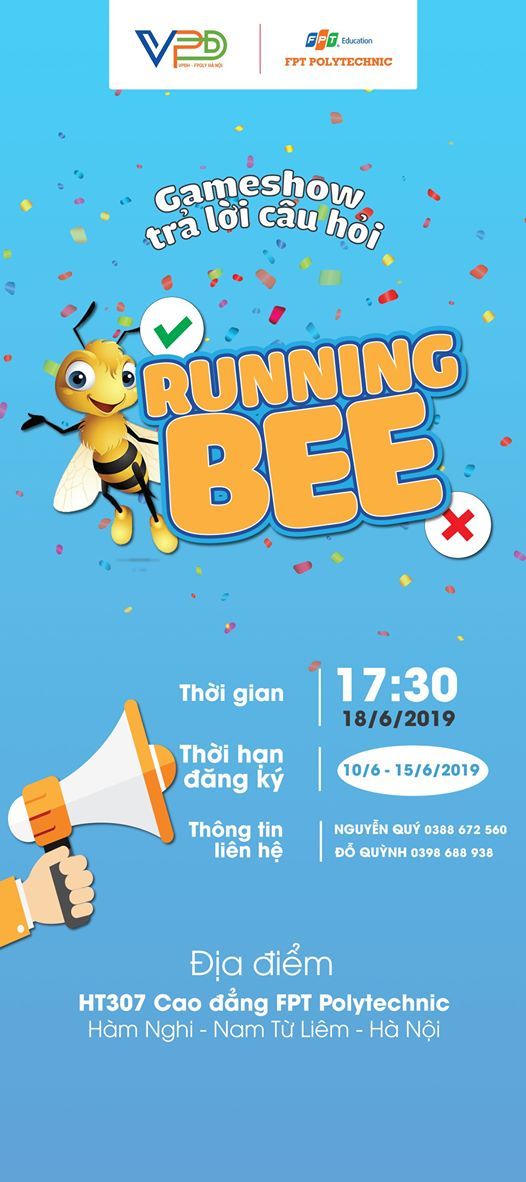 VPD
VPĐH - FPOLY HÀ NỘI
FPT Education
FPT POLYTECHNIC
Gameshow
trả lời câu hỏi
RUNNING
BEE
Thời gian
17:30
18/6/2019
Thời hạn
đăng ký
10/6 - 15/6/2019
Thông tin
liên hệ
NGUYỄN QUÝ 0388 672 560
ĐỖ QUỲNH 0398 688 938
Địa điểm
HT307 Cao đẳng FPT Polytechnic
Hàm Nghi - Nam Từ Liêm - Hà Nội